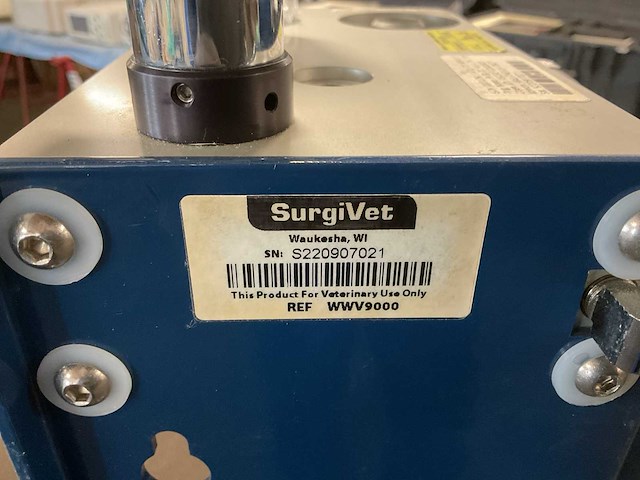 SurgiVet
Waukesha, WI
SN: S220907021
This Product For Veterinary Use Only
REF WWV9000